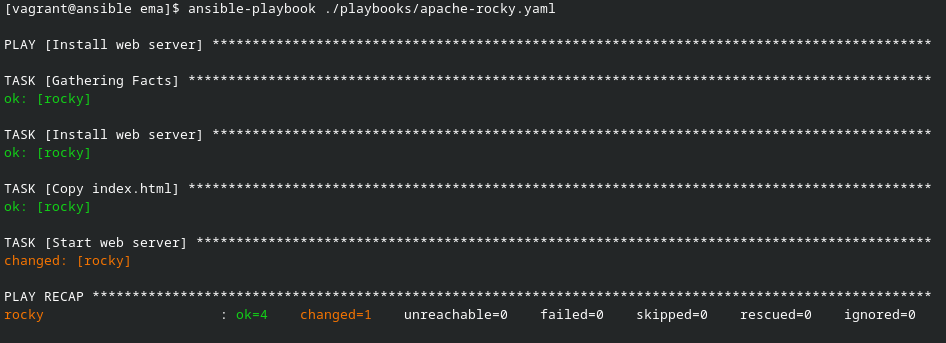 [vagrant@ansible ema]$ ansible-playbook ./playbooks/apache-rocky.yaml
PLAY [Install web server] ******************************************************************************************
TASK [Gathering Facts] *********************************************************************************************
ok: [rocky]
TASK [Install web server] ******************************************************************************************
ok: [rocky]
TASK [Copy index.html] *********************************************************************************************
ok: [rocky]
TASK [Start web server] ********************************************************************************************
changed: [rocky]
PLAY RECAP *********************************************************************************************************
rocky                      : ok=4    changed=1    unreachable=0    failed=0    skipped=0    rescued=0    ignored=0